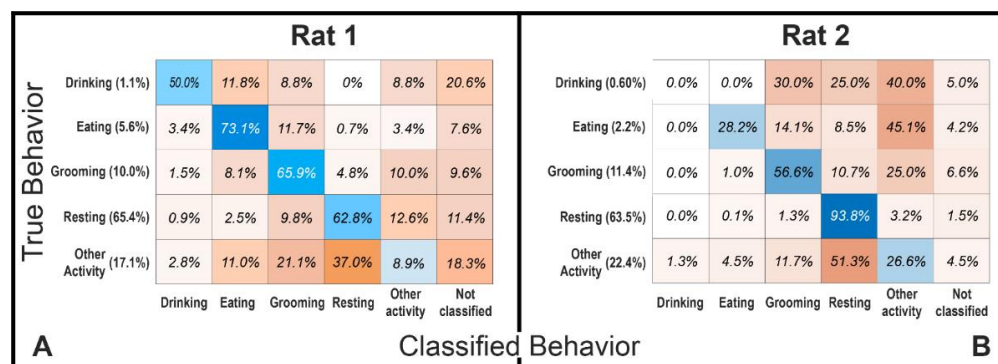 Rat 1
Drinking (1.1%) 50.0% 11.8% 8.8% 0% 8.8% 20.6%
Eating (5.6%) 3.4% 73.1% 11.7% 0.7% 3.4% 7.6%
Grooming (10.0%) 1.5% 8.1% 65.9% 4.8% 10.0% 9.6%
Resting (65.4%) 0.9% 2.5% 9.8% 62.8% 12.6% 11.4%
Other
Activity (17.1%) 2.8% 11.0% 21.1% 37.0% 8.9% 18.3%
Drinking Eating Grooming Resting Other activity Not classified
True Behavior
A
Rat 2
Drinking (0.60%) 0.0% 0.0% 30.0% 25.0% 40.0% 5.0%
Eating (2.2%) 0.0% 28.2% 14.1% 8.5% 45.1% 4.2%
Grooming (11.4%) 0.0% 1.0% 56.6% 10.7% 25.0% 6.6%
Resting (63.5%) 0.0% 0.1% 1.3% 93.8% 3.2% 1.5%
Other
Activity (22.4%) 1.3% 4.5% 11.7% 51.3% 26.6% 4.5%
Drinking Eating Grooming Resting Other activity Not classified
B
Classified Behavior